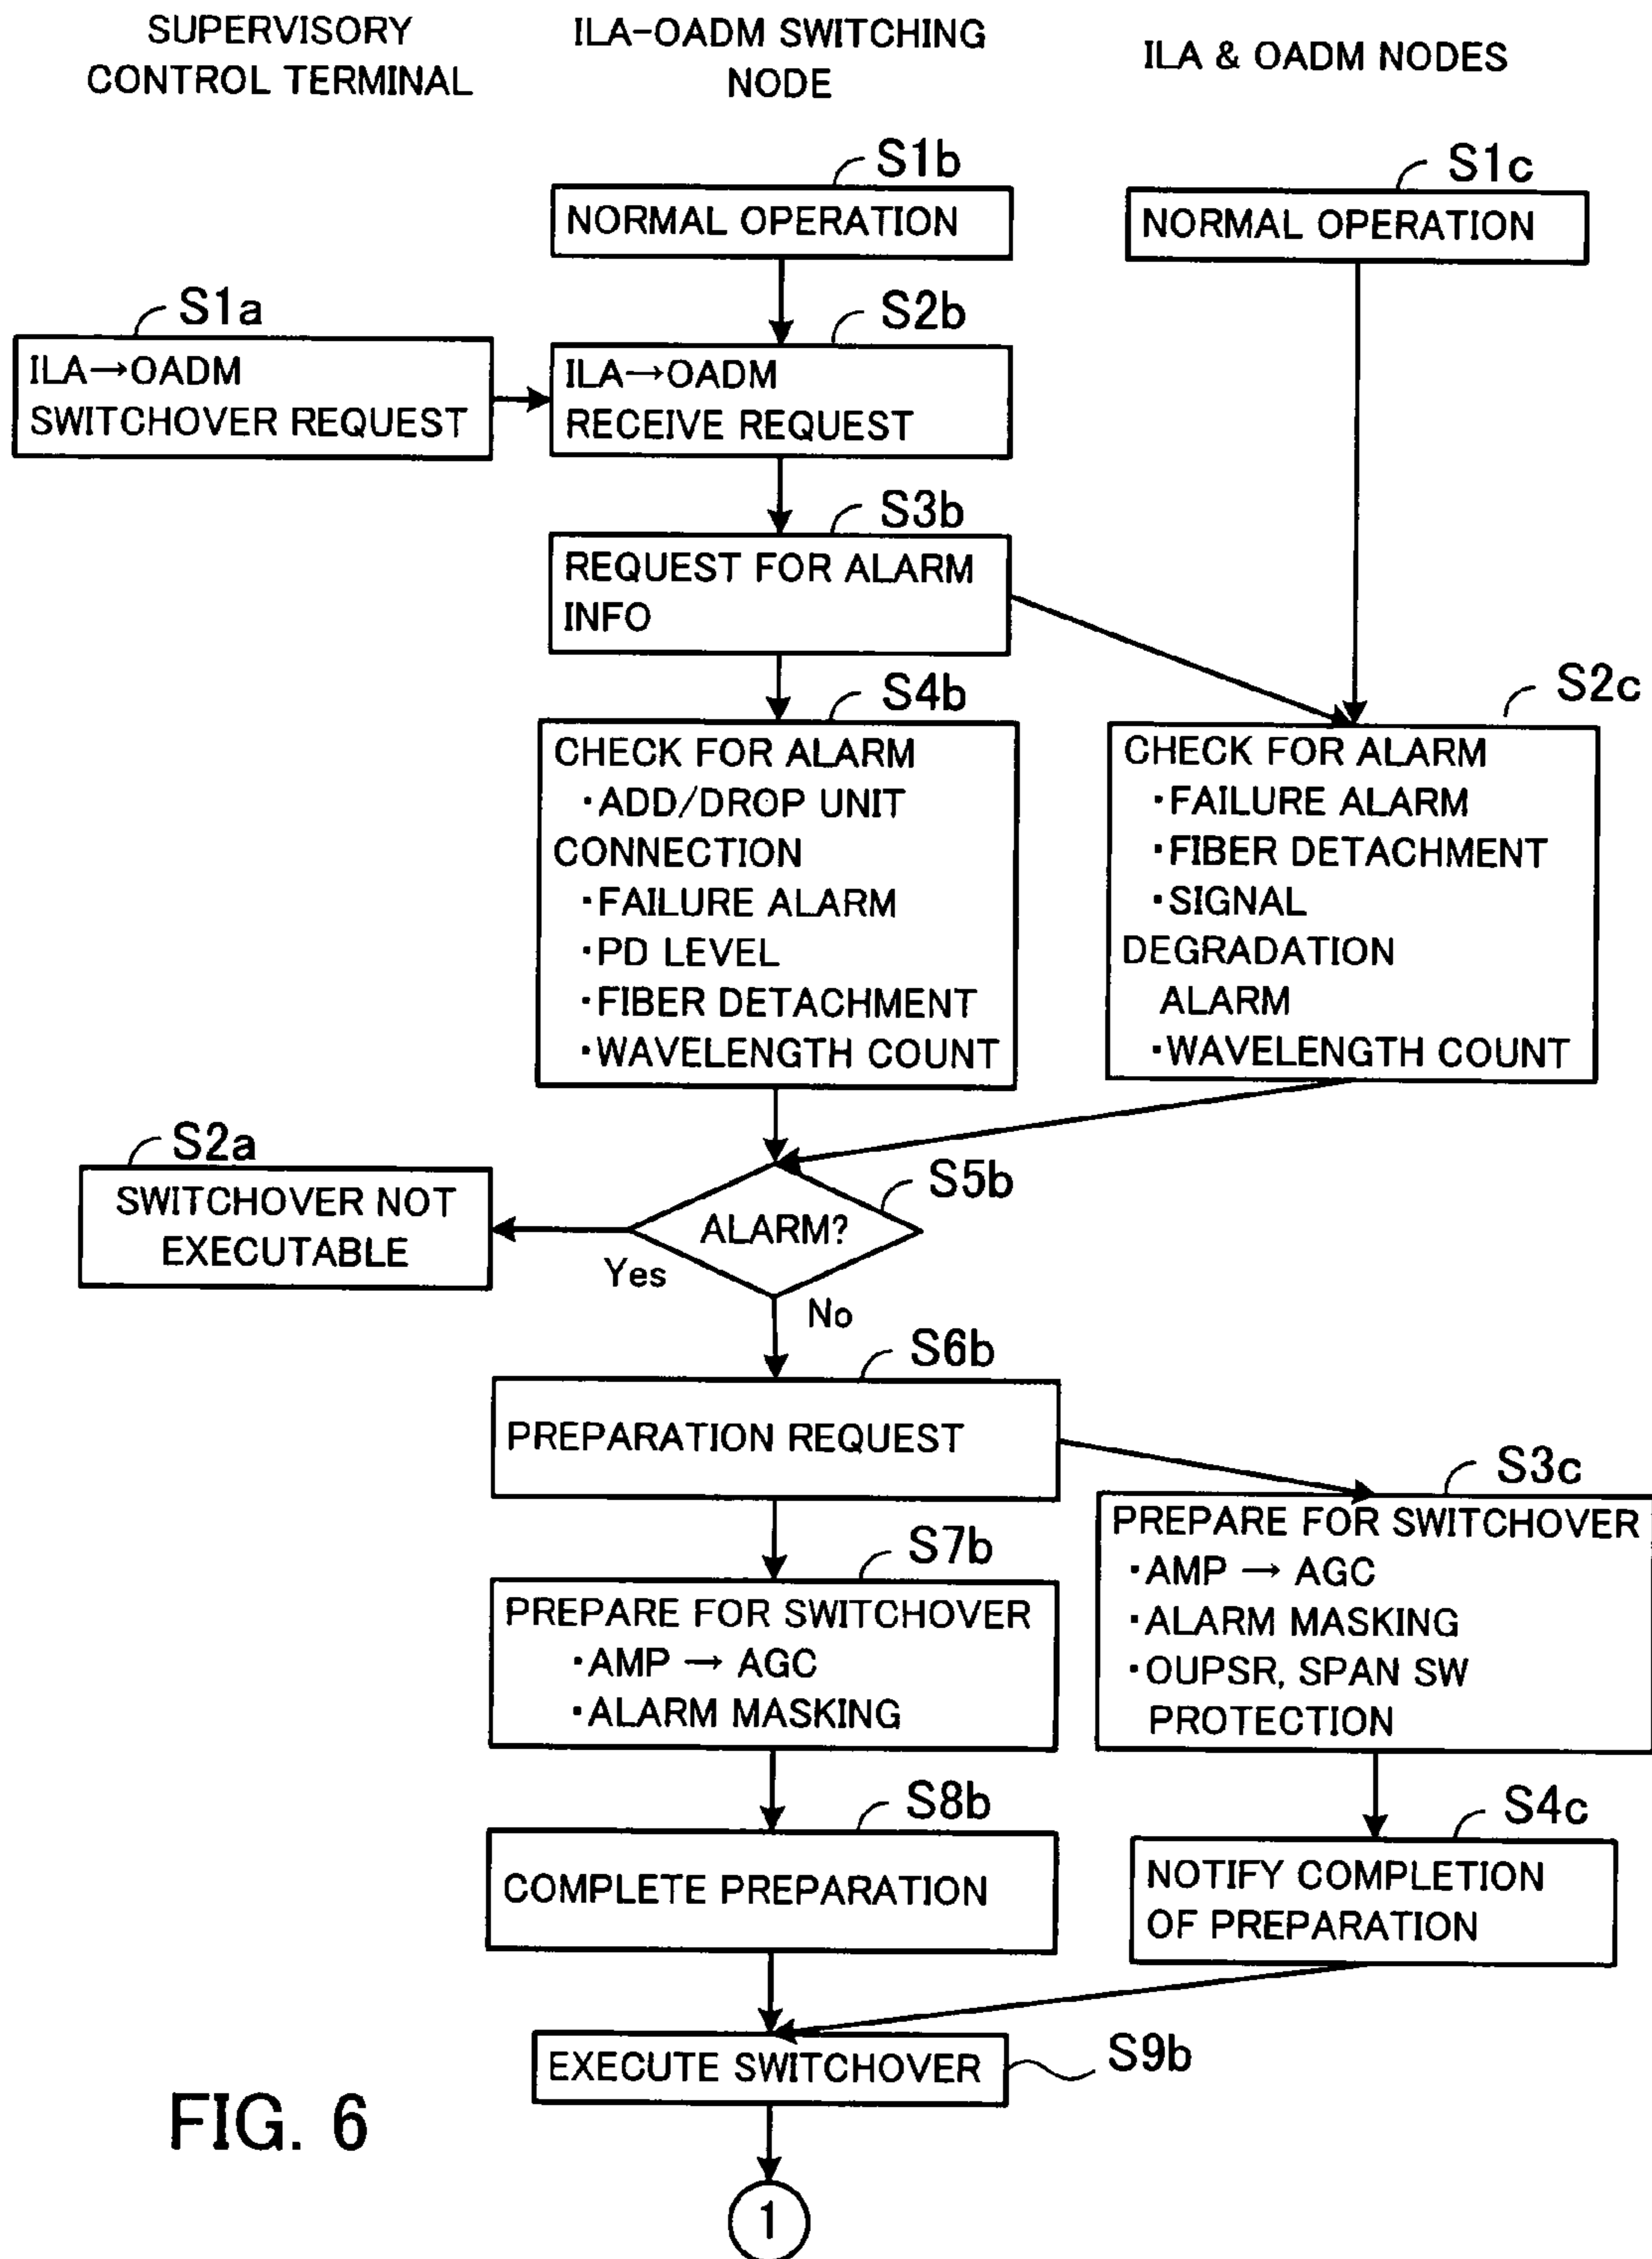 SUPERVISORY
CONTROL TERMINAL
ILA-OADM SWITCHING
NODE
ILA & OADM NODES
S1b
NORMAL OPERATION
S1c
NORMAL OPERATION
S1a
ILA→OADM
SWITCHOVER REQUEST
S2b
ILA→OADM
RECEIVE REQUEST
S3b
REQUEST FOR ALARM
INFO
S4b
CHECK FOR ALARM
・ADD/DROP UNIT
CONNECTION
・FAILURE ALARM
・PD LEVEL
・FIBER DETACHMENT
・WAVELENGTH COUNT
S2c
CHECK FOR ALARM
・FAILURE ALARM
・FIBER DETACHMENT
・SIGNAL
DEGRADATION
ALARM
・WAVELENGTH COUNT
S2a
SWITCHOVER NOT
EXECUTABLE
S5b
ALARM?
Yes
No
S6b
PREPARATION REQUEST
S3c
PREPARE FOR SWITCHOVER
・AMP → AGC
・ALARM MASKING
・OUPSR, SPAN SW
PROTECTION
S7b
PREPARE FOR SWITCHOVER
・AMP → AGC
・ALARM MASKING
S8b
COMPLETE PREPARATION
S4c
NOTIFY COMPLETION
OF PREPARATION
S9b
EXECUTE SWITCHOVER
FIG. 6
1